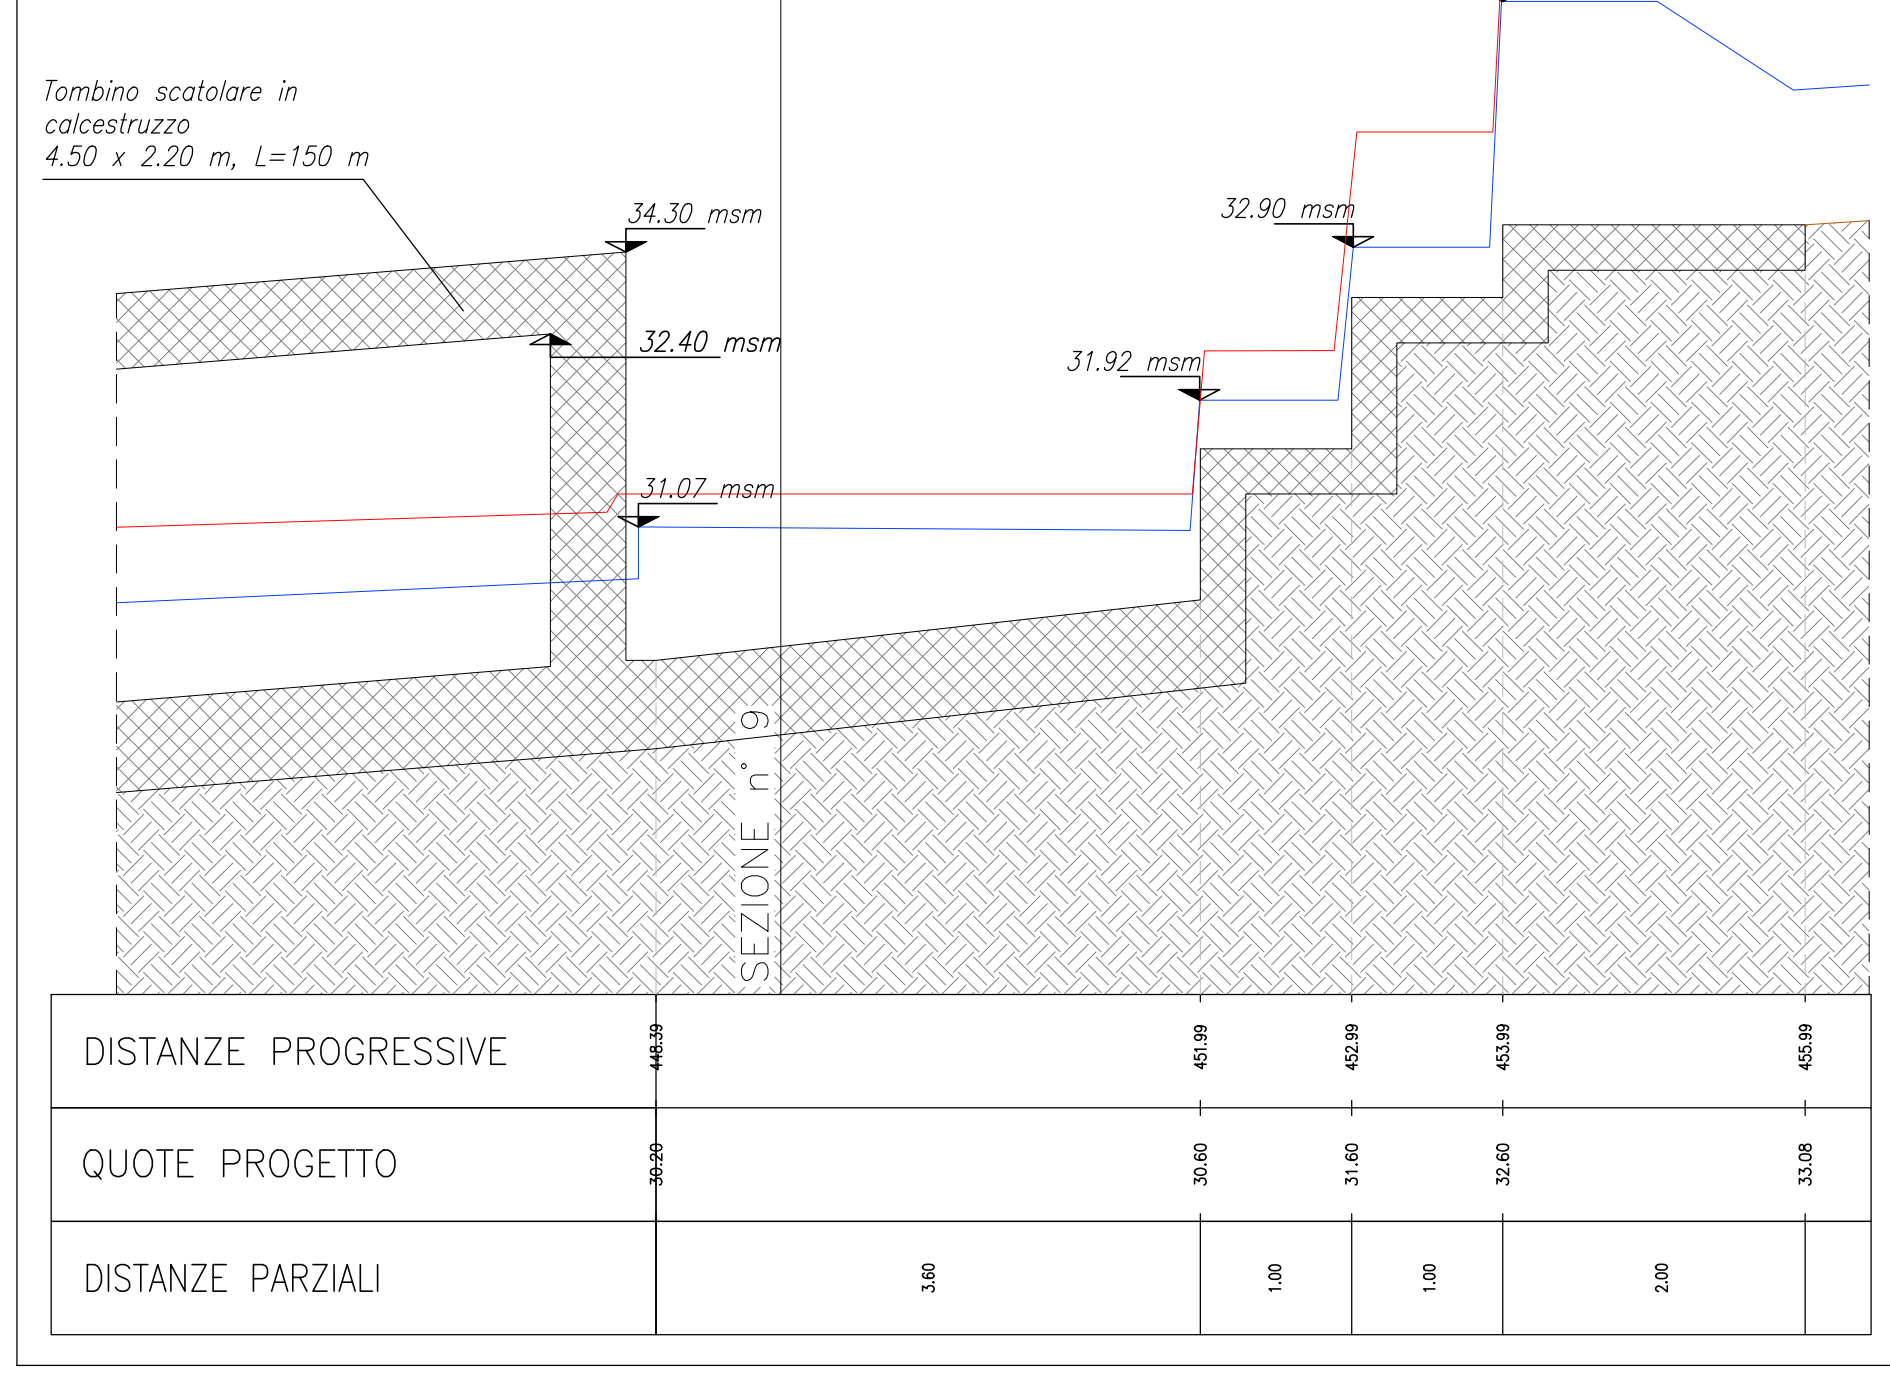 Tombino scatolare in
calcestruzzo
4.50 x 2.20 m, L=150 m
34.30 msm
32.90 msm
32.40 msm
31.92 msm
31.07 msm
SEZIONE n° 9
DISTANZE PROGRESSIVE
448.39
451.99
452.99
453.99
455.99
QUOTE PROGETTO
30.20
30.60
31.60
32.60
33.08
DISTANZE PARZIALI
3.60
1.00
1.00
2.00